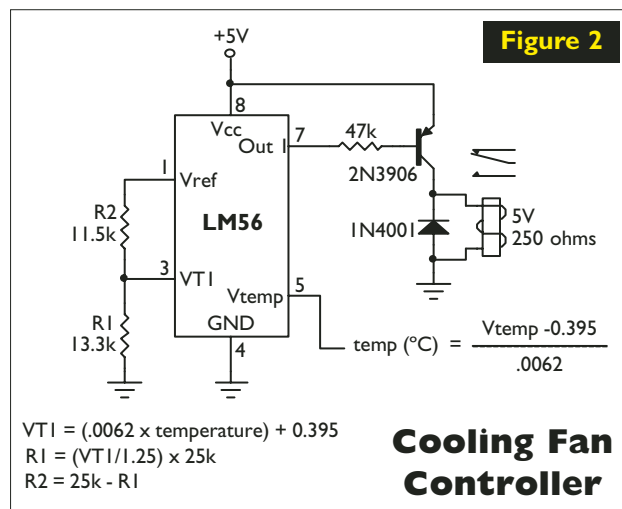 Figure 2
+5V
8
Vcc
Out 1
7
47k
2N3906
1
Vref
LM56
R2
11.5k
3
VT1
1N4001
5V
250 ohms
Vtemp
5
R1
13.3k
GND
4
temp (ºC) = Vtemp -0.395
.0062
VT1 = (.0062 x temperature) + 0.395
R1 = (VT1/1.25) x 25k
R2 = 25k - R1
Cooling Fan
Controller